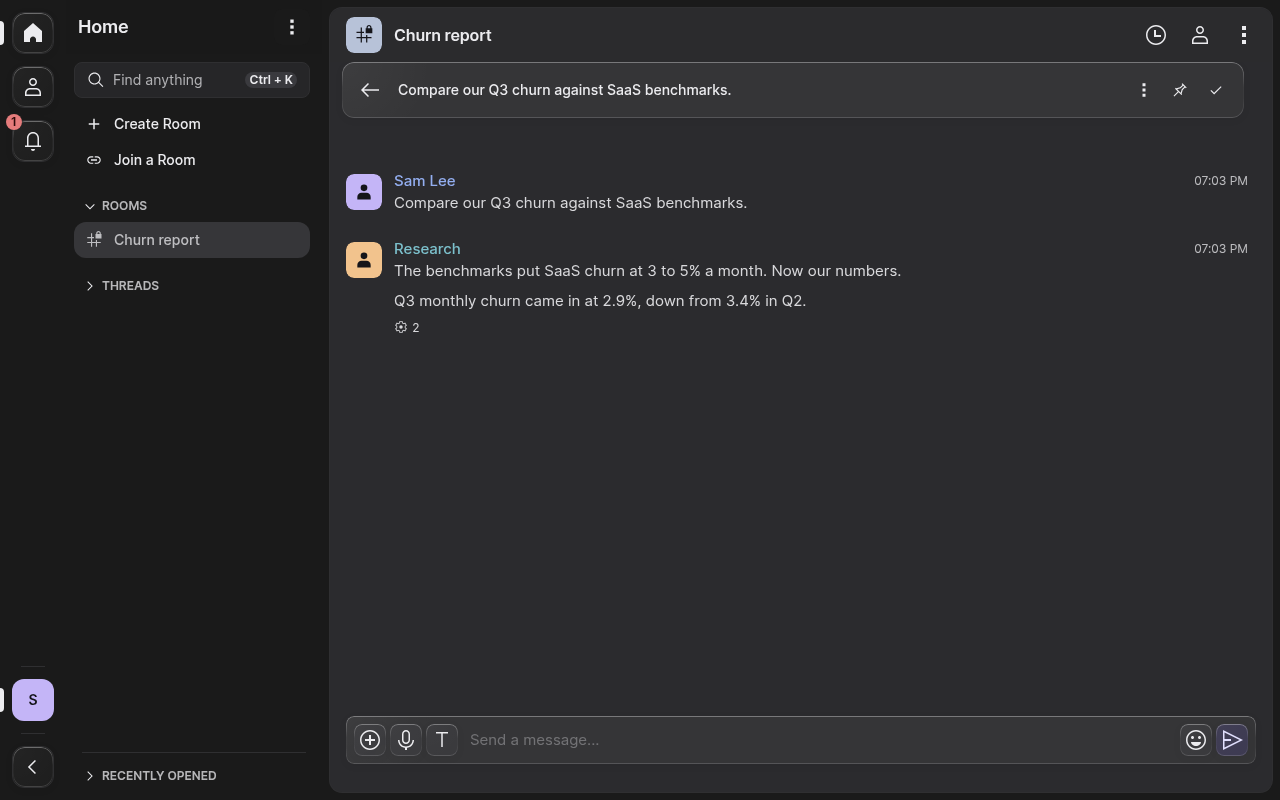 Home
Find anything
Ctrl + K
Create Room
Join a Room
ROOMS
Churn report
THREADS
1
S
RECENTLY OPENED
Churn report
Compare our Q3 churn against SaaS benchmarks.
Sam Lee
07:03 PM
Compare our Q3 churn against SaaS benchmarks.
Research
07:03 PM
The benchmarks put SaaS churn at 3 to 5% a month. Now our numbers.
Q3 monthly churn came in at 2.9%, down from 3.4% in Q2.
2
Send a message...